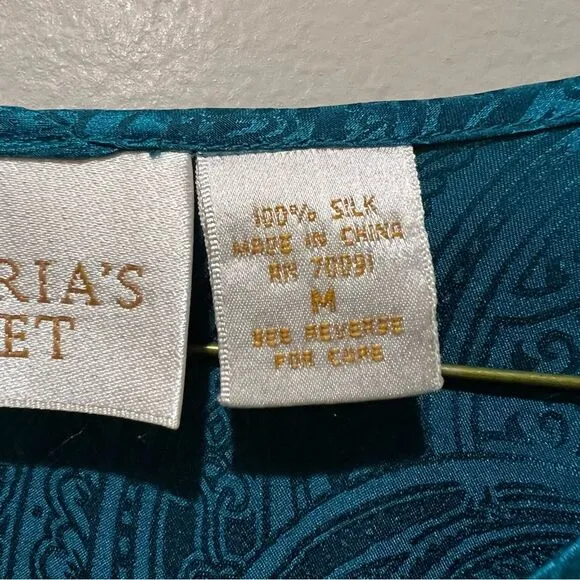 RIA'S
ET
100% SILK
MADE IN CHINA
RN 70091
M
SEE REVERSE
FOR CARE